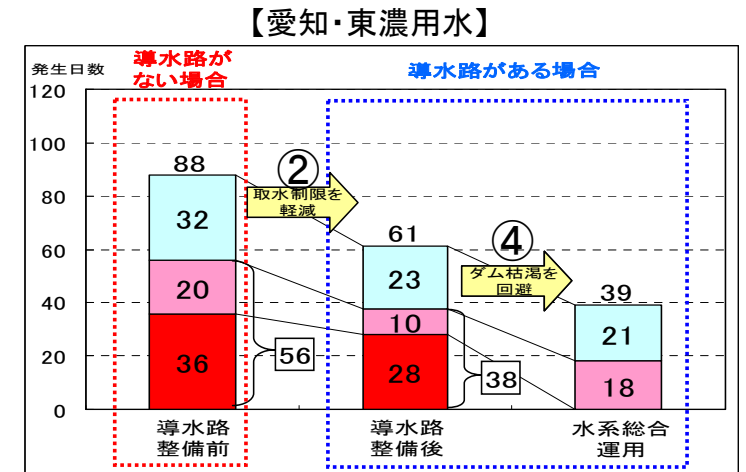 【愛知・東濃用水】
導水路が
ない場合
導水路がある場合
発生日数
120
100
80
60
40
20
0
88
32
20
36
56
②
取水制限を
軽減
61
23
10
28
38
④
ダム枯渇を
回避
39
21
18
導水路
整備前
導水路
整備後
水系総合
運用